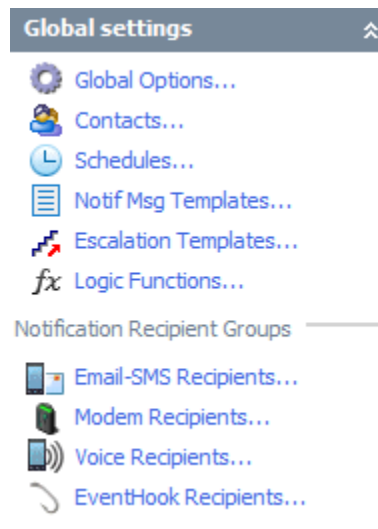 Global settings
Global Options...
Contacts...
Schedules...
Notif Msg Templates...
Escalation Templates...
fx Logic Functions...
Notification Recipient Groups
Email-SMS Recipients...
Modem Recipients...
Voice Recipients...
EventHook Recipients...